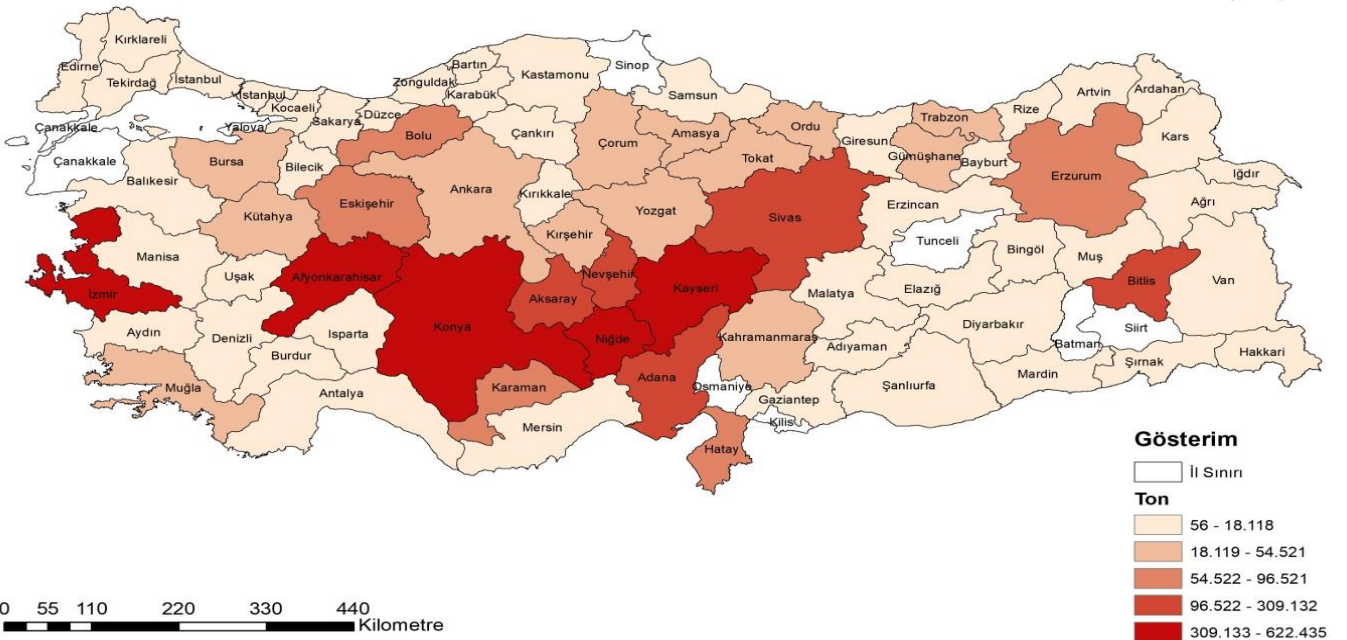 Kırklareli
Edirne
Tekirdağ
İstanbul
İstanbul
Kocaeli
Yalova
Sakarya
Düzce
Zonguldak
Bartın
Karabük
Kastamonu
Sinop
Samsun
Çankırı
Bolu
Çanakkale
Çanakkale
Balıkesir
Bursa
Bilecik
Eskişehir
Kütahya
Ankara
Kırıkkale
Çorum
Amasya
Tokat
Ordu
Giresun
Trabzon
Gümüşhane
Bayburt
Rize
Artvin
Ardahan
Kars
Iğdır
Ağrı
Erzurum
Erzincan
Tunceli
Bingöl
Muş
Bitlis
Van
Yozgat
Kırşehir
Nevşehir
Sivas
Kayseri
Aksaray
Niğde
Konya
Afyonkarahisar
Uşak
Manisa
İzmir
Aydın
Denizli
Isparta
Burdur
Muğla
Antalya
Karaman
Mersin
Adana
Osmaniye
Hatay
Kahramanmaraş
Malatya
Elazığ
Adıyaman
Gaziantep
Kilis
Şanlıurfa
Diyarbakır
Batman
Siirt
Mardin
Şırnak
Hakkari
Gösterim
İl Sınırı
Ton
56 - 18.118
18.119 - 54.521
54.522 - 96.521
96.522 - 309.132
309.133 - 622.435
0 55 110 220 330 440
Kilometre